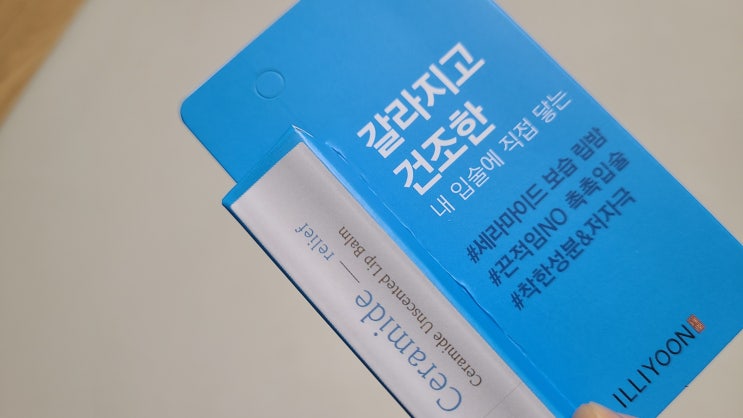 갈라지고
건조한
내 입술에 직접 닿는
#세라마이드 보습 립밤
#끈적임NO 촉촉입술
#착한성분&저자극
ILLIYOON
Ceramide — relief
Ceramide Unscented Lip Balm